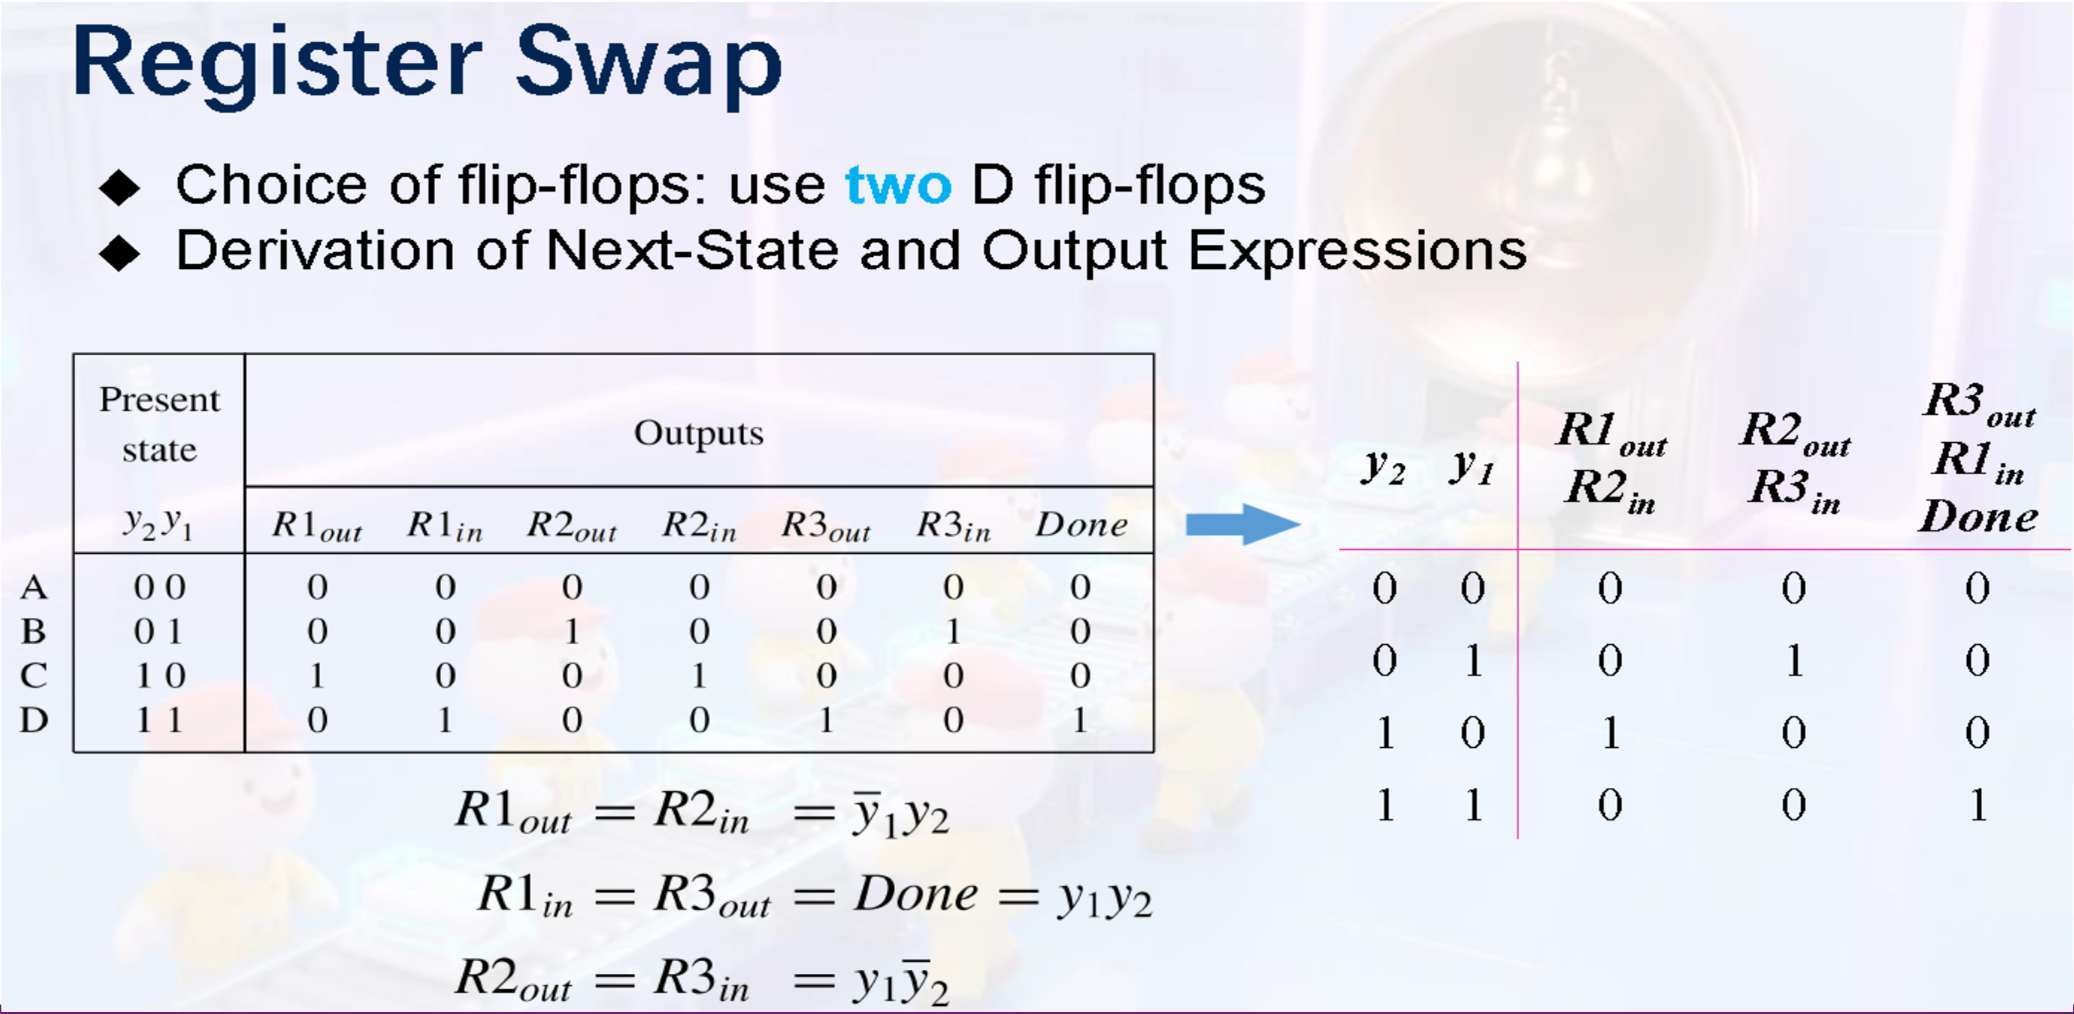 Register Swap
◆ Choice of flip-flops: use two D flip-flops
◆ Derivation of Next-State and Output Expressions
Present state Outputs
y₂y₁ R1out R1in R2out R2in R3out R3in Done
A 0 0 0 0 0 0 0 0 0
B 0 1 0 0 1 0 0 1 0
C 1 0 1 0 0 1 0 0 0
D 1 1 0 1 0 0 1 0 1
R1out = R2in = y̅₁y₂
R1in = R3out = Done = y₁y₂
R2out = R3in = y₁y̅₂
y₂ y₁ R1out R2in R2out R3in R3out R1in Done
0 0 0 0 0
0 1 0 1 0
1 0 1 0 0
1 1 0 0 1